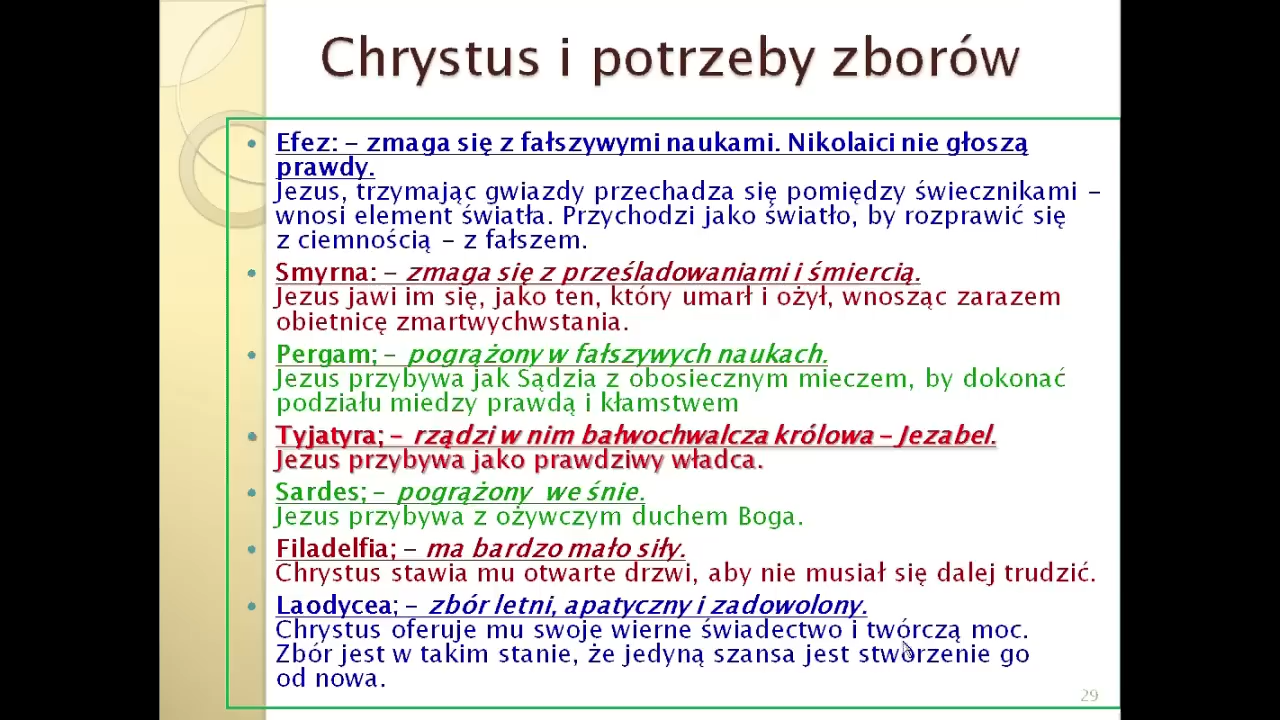 Chrystus i potrzeby zborów
Efez: – zmaga się z fałszywymi naukami. Nikolaici nie głoszą
prawdy.
Jezus, trzymając gwiazdy przechadza się pomiędzy świecznikami –
wnosi element światła. Przychodzi jako światło, by rozprawić się
z ciemnością – z fałszem.
Smyrna: – zmaga się z prześladowaniami i śmiercią.
Jezus jawi im się, jako ten, który umarł i ożył, wnosząc zarazem
obietnicę zmartwychwstania.
Pergam; – pogrążony w fałszywych naukach.
Jezus przybywa jak Sądzia z obosiecznym mieczem, by dokonać
podziału miedzy prawdą i kłamstwem
Tyjatyra; – rządzi w nim bałwochwalcza królowa – Jezabel.
Jezus przybywa jako prawdziwy władca.
Sardes; – pogrążony we śnie.
Jezus przybywa z ożywczym duchem Boga.
Filadelfia; – ma bardzo mało siły.
Chrystus stawia mu otwarte drzwi, aby nie musiał się dalej trudzić.
Laodycea; – zbór letni, apatyczny i zadowolony.
Chrystus oferuje mu swoje wierne świadectwo i twórczą moc.
Zbór jest w takim stanie, że jedyną szansa jest stworzenie go
od nowa.
29